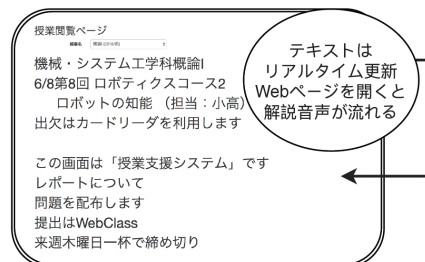 授業閲覧ページ
機械・システム工学科概論I
6/8第8回 ロボティクスコース2
ロボットの知能 （担当：小高）
出欠はカードリーダを利用します
この画面は「授業支援システム」です
レポートについて
問題を配布します
提出はWebClass
来週木曜日一杯で締め切り
テキストは
リアルタイム更新
Webページを開くと
解説音声が流れる